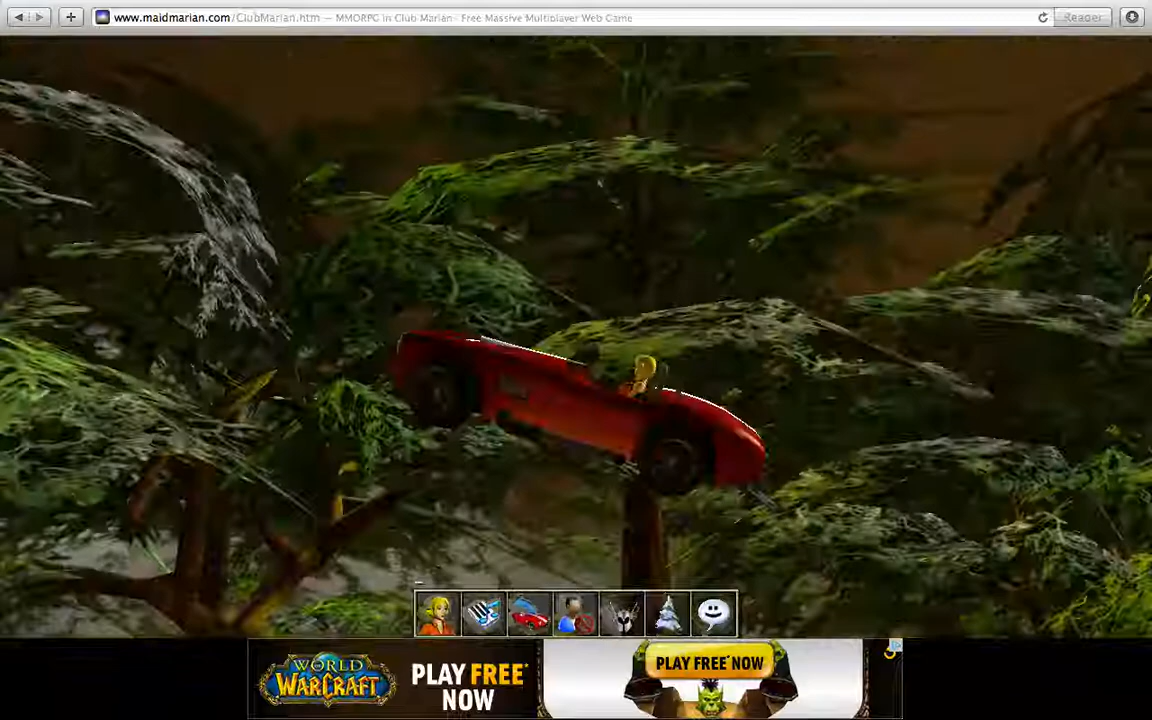 www.maidmarian.com/ClubMarian.htm — MMORPG in Club Marian- Free Massive Multiplayer Web Game
Reader
WORLD
WARCRAFT
PLAY FREE*
NOW
PLAY FREE*NOW